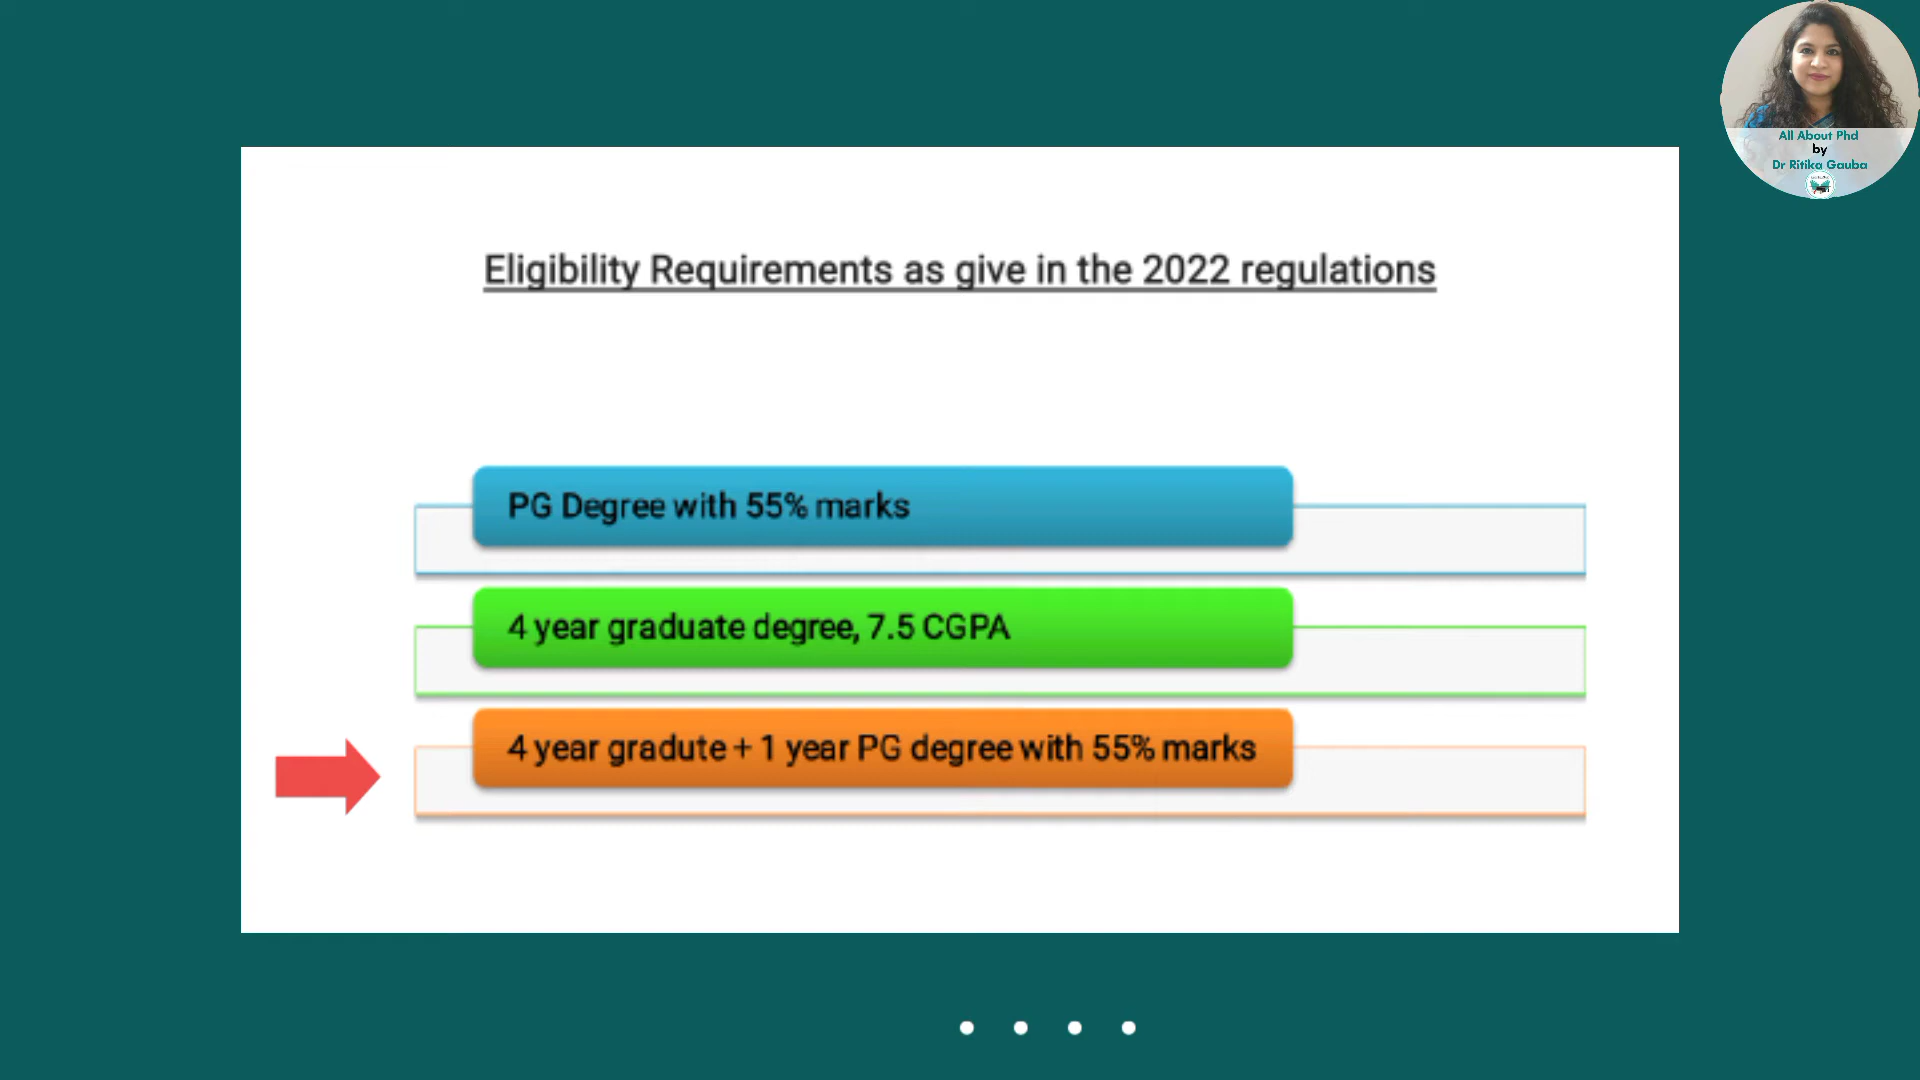 All About Phd
by
Dr Ritika Gauba
Eligibility Requirements as give in the 2022 regulations
PG Degree with 55% marks
4 year graduate degree, 7.5 CGPA
4 year gradute + 1 year PG degree with 55% marks